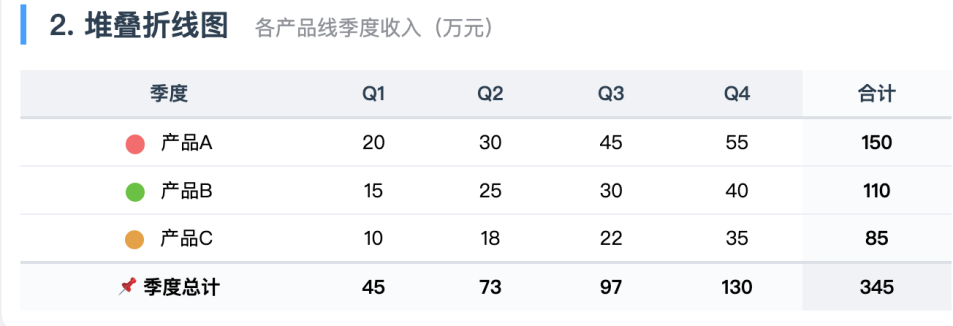 2. 堆叠折线图 各产品线季度收入（万元）
季度 Q1 Q2 Q3 Q4 合计
产品A 20 30 45 55 150
产品B 15 25 30 40 110
产品C 10 18 22 35 85
📌 季度总计 45 73 97 130 345